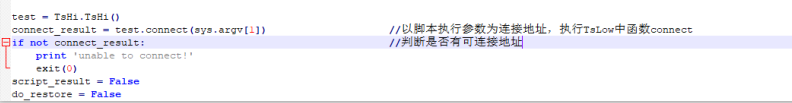 test = TsHi.TsHi()
connect_result = test.connect(sys.argv[1]) //以脚本执行参数为连接地址，执行TsLow中函数connect
if not connect_result: //判断是否有可连接地址
print 'unable to connect!'
exit(0)
script_result = False
do_restore = False